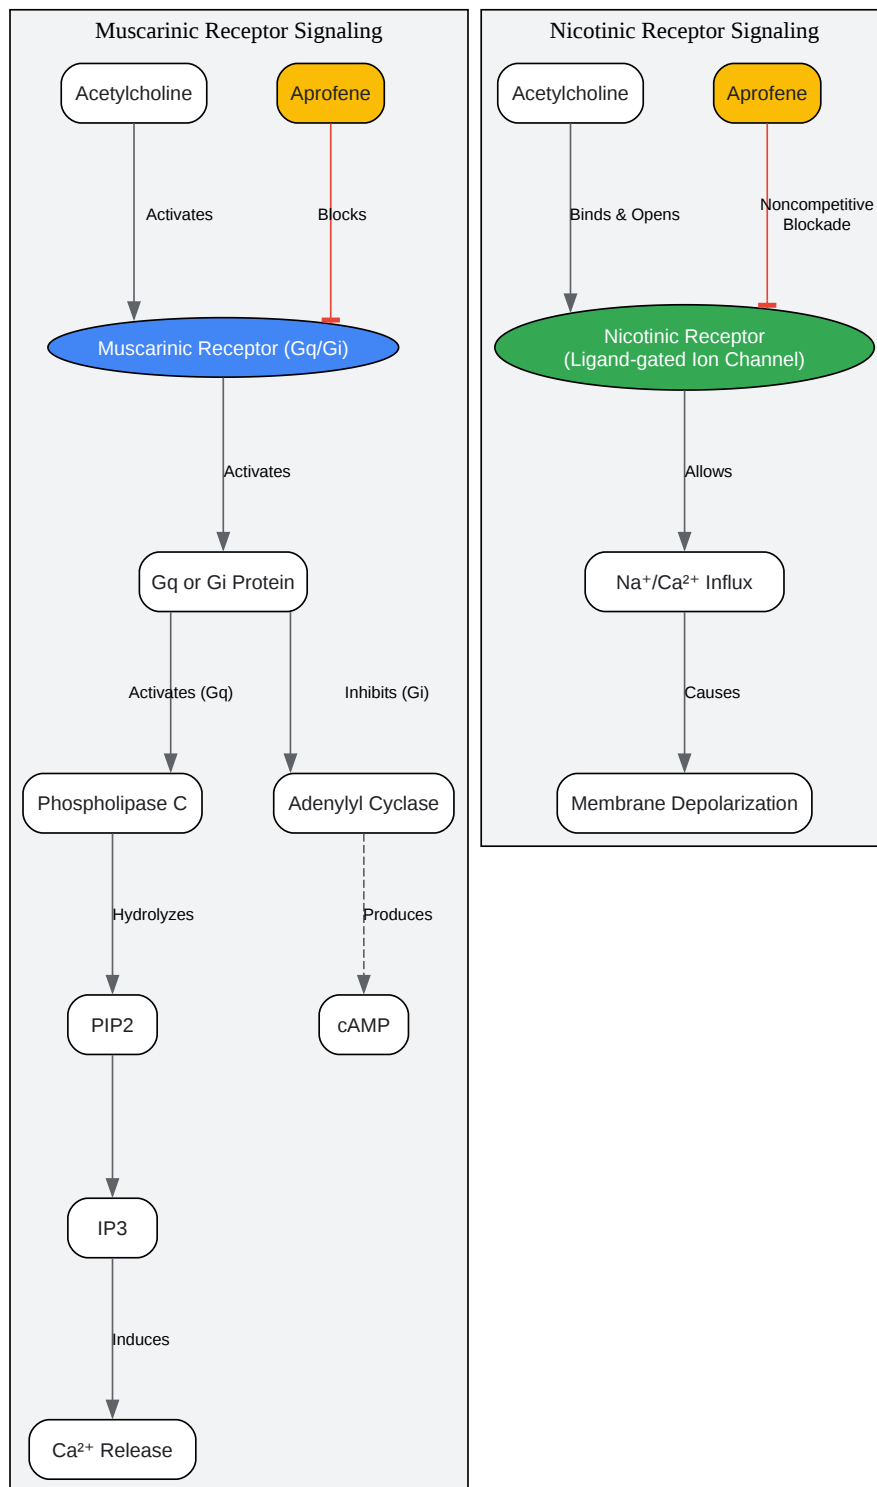 Muscarinic Receptor Signaling
Acetylcholine
Aprofene
Activates
Blocks
Muscarinic Receptor (Gq/Gi)
Activates
Gq or Gi Protein
Activates (Gq)
Inhibits (Gi)
Phospholipase C
Adenylyl Cyclase
Hydrolyzes
Produces
PIP2
cAMP
IP3
Induces
Ca²⁺ Release
Nicotinic Receptor Signaling
Acetylcholine
Aprofene
Binds & Opens
Noncompetitive
Blockade
Nicotinic Receptor
(Ligand-gated Ion Channel)
Allows
Na⁺/Ca²⁺ Influx
Causes
Membrane Depolarization